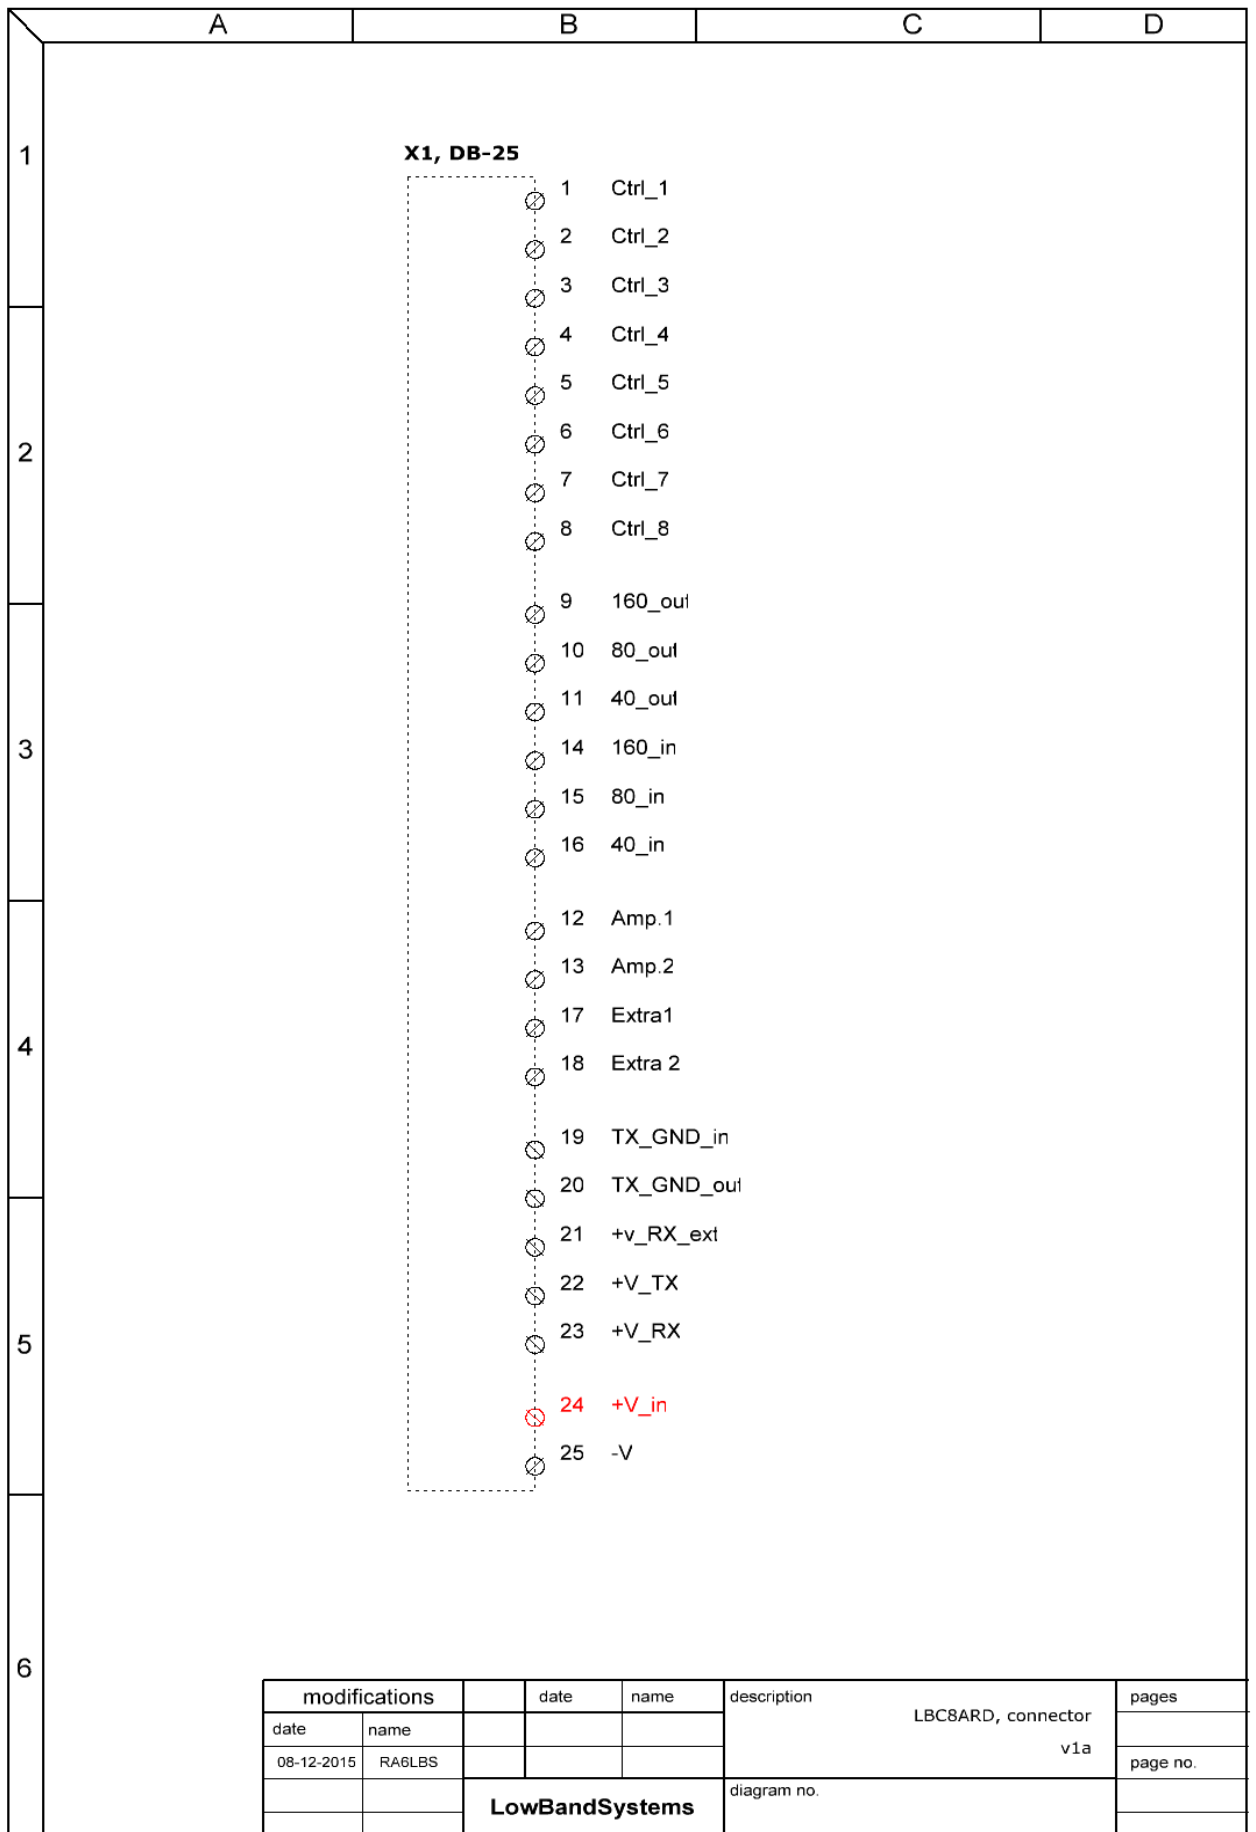 A B C D
1
X1, DB-25
1 Ctrl_1
2 Ctrl_2
3 Ctrl_3
4 Ctrl_4
5 Ctrl_5
6 Ctrl_6
2
7 Ctrl_7
8 Ctrl_8
9 160_out
10 80_out
11 40_out
3
14 160_in
15 80_in
16 40_in
12 Amp.1
13 Amp.2
17 Extra1
4
18 Extra 2
19 TX_GND_in
20 TX_GND_out
21 +v_RX_ext
22 +V_TX
23 +V_RX
5
24 +V_in
25 -V
6
modifications date name description pages
LBC8ARD, connector
date name
v1a
08-12-2015 RA6LBS page no.
diagram no.
LowBandSystems